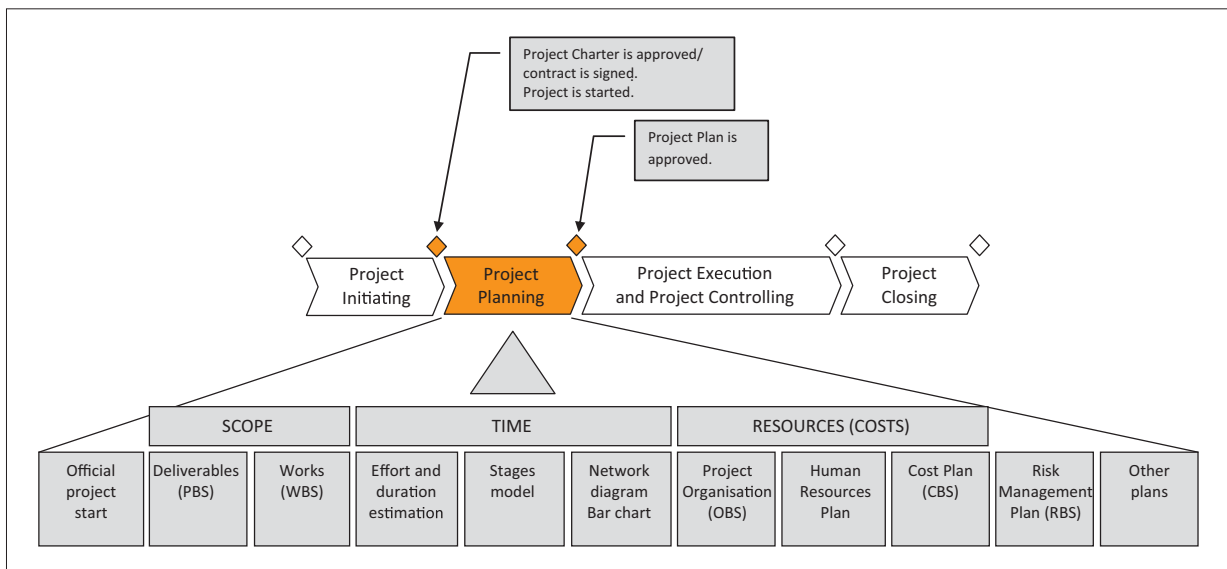 Project Charter is approved/
contract is signed.
Project is started.
Project Plan is
approved.
Project
Initiating
Project
Planning
Project Execution
and Project Controlling
Project
Closing
SCOPE
TIME
RESOURCES (COSTS)
Official
project
start
Deliverables
(PBS)
Works
(WBS)
Effort and
duration
estimation
Stages
model
Network
diagram
Bar chart
Project
Organisation
(OBS)
Human
Resources
Plan
Cost Plan
(CBS)
Risk
Management
Plan (RBS)
Other
plans